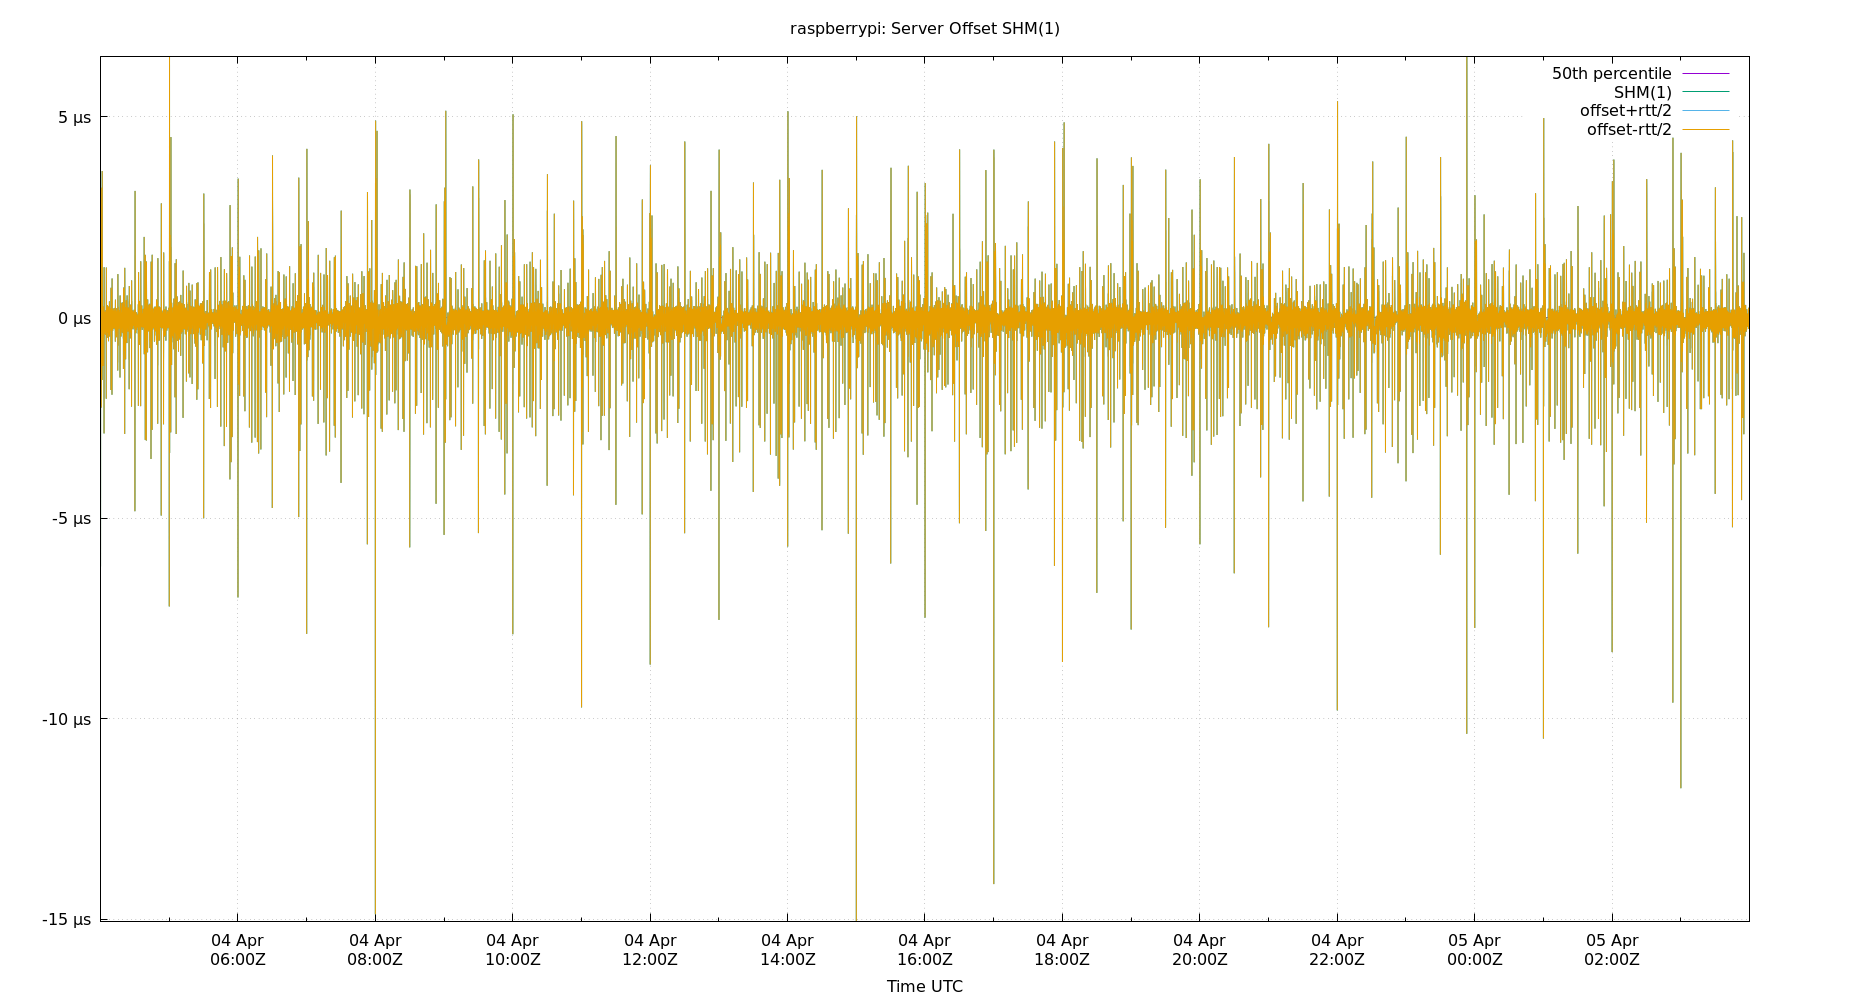 raspberrypi: Server Offset SHM(1)
50th percentile
SHM(1)
offset+rtt/2
offset-rtt/2
5 µs
0 µs
-5 µs
-10 µs
-15 µs
04 Apr 04 Apr 04 Apr 04 Apr 04 Apr 04 Apr 04 Apr 04 Apr 04 Apr 05 Apr 05 Apr
06:00Z 08:00Z 10:00Z 12:00Z 14:00Z 16:00Z 18:00Z 20:00Z 22:00Z 00:00Z 02:00Z
Time UTC